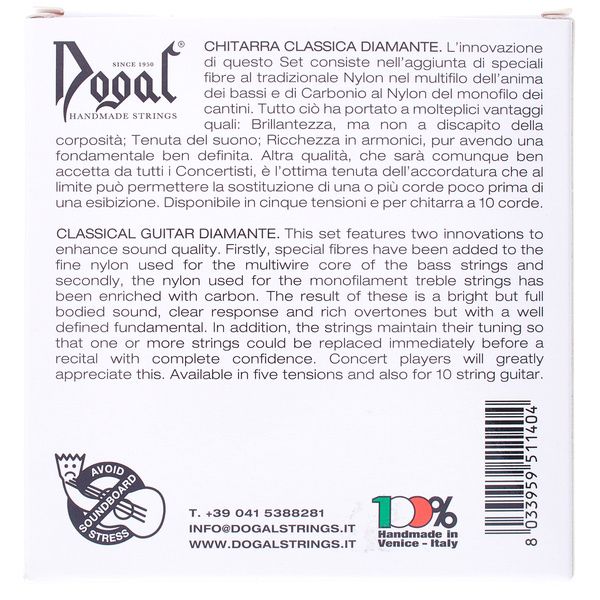 Dogal®
SINCE 1950
HANDMADE STRINGS
CHITARRA CLASSICA DIAMANTE. L'innovazione
di questo Set consiste nell'aggiunta di speciali
fibre al tradizionale Nylon nel multifilo dell'anima
dei bassi e di Carbonio al Nylon del monofilo dei
cantini. Tutto ciò ha portato a molteplici vantaggi
quali: Brillantezza, ma non a discapito della
corposità; Tenuta del suono; Ricchezza in armonici, pur avendo una
fondamentale ben definita. Altra qualità, che sarà comunque ben
accetta da tutti i Concertisti, è l'ottima tenuta dell'accordatura che al
limite può permettere la sostituzione di una o più corde poco prima di
una esibizione. Disponibile in cinque tensioni e per chitarra a 10 corde.
CLASSICAL GUITAR DIAMANTE. This set features two innovations to
enhance sound quality. Firstly, special fibres have been added to the
fine nylon used for the multiwire core of the bass strings and
secondly, the nylon used for the monofilament treble strings has
been enriched with carbon. The result of these is a bright but full
bodied sound, clear response and rich overtones but with a well
defined fundamental. In addition, the strings maintain their tuning so
that one or more strings could be replaced immediately before a
recital with complete confidence. Concert players will greatly
appreciate this. Available in five tensions and also for 10 string guitar.
AVOID
SOUNDBOARD
STRESS
T. +39 041 5388281
INFO@DOGALSTRINGS.IT
WWW.DOGALSTRINGS.IT
100%
Handmade in
Venice - Italy
8 033959 511404